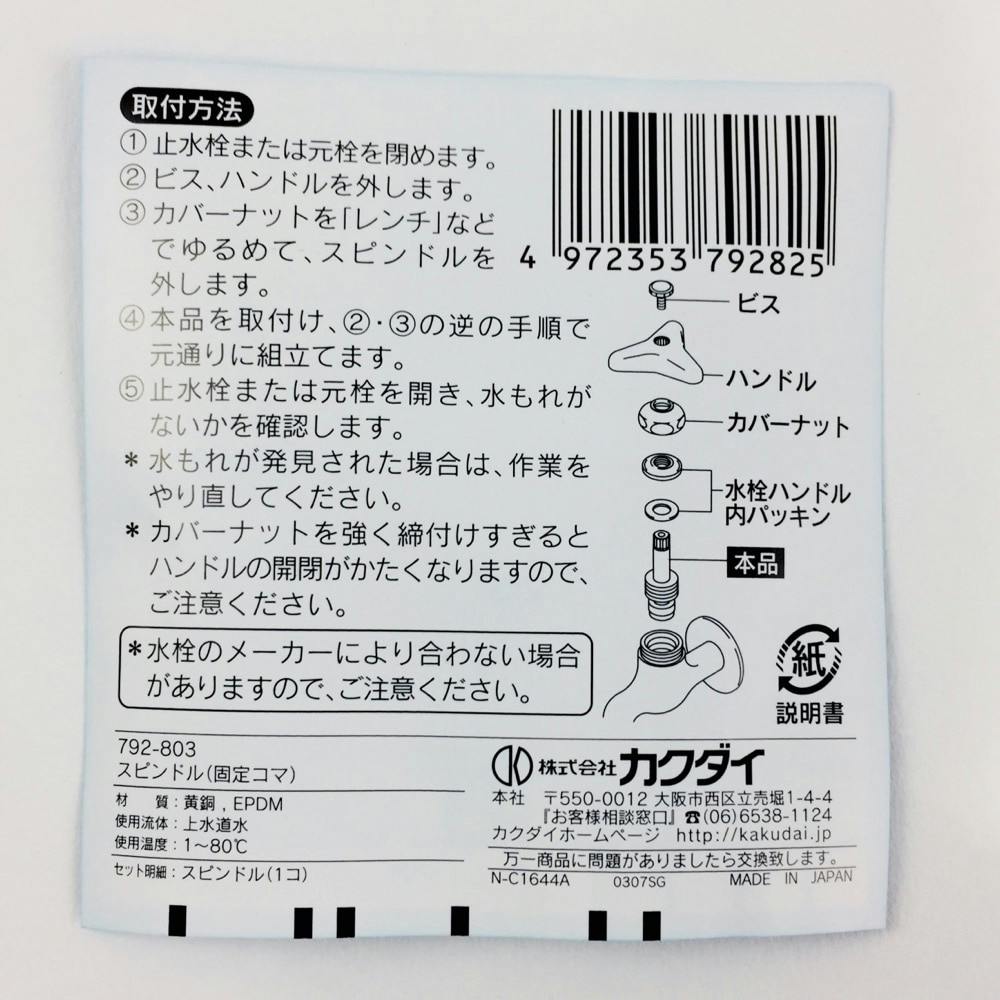 取付方法
①止水栓または元栓を閉めます。
②ビス、ハンドルを外します。
③カバーナットを「レンチ」など
でゆるめて、スピンドルを
外します。
④本品を取付け、②・③の逆の手順で
元通りに組立てます。
⑤止水栓または元栓を開き、水もれが
ないかを確認します。
*水もれが発見された場合は、作業を
やり直してください。
*カバーナットを強く締付けすぎると
ハンドルの開閉がかたくなりますので、
ご注意ください。
*水栓のメーカーにより合わない場合
がありますので、ご注意ください。
4 972353 792825
ビス
ハンドル
カバーナット
水栓ハンドル
内パッキン
本品
紙
説明書
792-803
スピンドル(固定コマ)
材 質:黄銅,EPDM
使用流体:上水道水
使用温度:1~80℃
セット明細:スピンドル(1コ)
株式会社カクダイ
本社 〒550-0012 大阪市西区立売堀1-4-4
『お客様相談窓口』☎(06)6538-1124
カクダイホームページ http://kakudai.jp
万一商品に問題がありましたら交換致します。
N-C1644A 0307SG MADE IN JAPAN